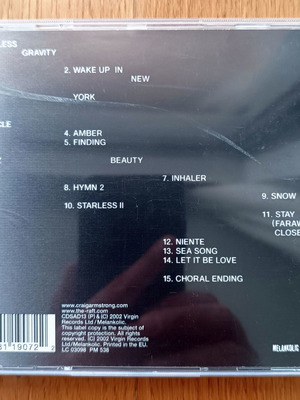 LESS
GRAVITY
2. WAKE UP IN
NEW
YORK
CLE
4. AMBER
5. FINDING
BEAUTY
7. INHALER
8. HYMN 2
9. SNOW
10. STARLESS II
11. STAY
(FARAW
CLOSE
12. NIENTE
13. SEA SONG
14. LET IT BE LOVE
15. CHORAL ENDING
www.craigarmstrong.com
www.the-raft.com
CDSAD13 (P) & (C) 2002 Virgin
Records Ltd / Melankolic.
This label copy is the subject of
copyright protection. All rights
reserved. (C) 2002 Virgin Records
Ltd/Melankolic. Printed in the EU.
LC 03098 PM 538
MELANKOLIC
31 19072 2